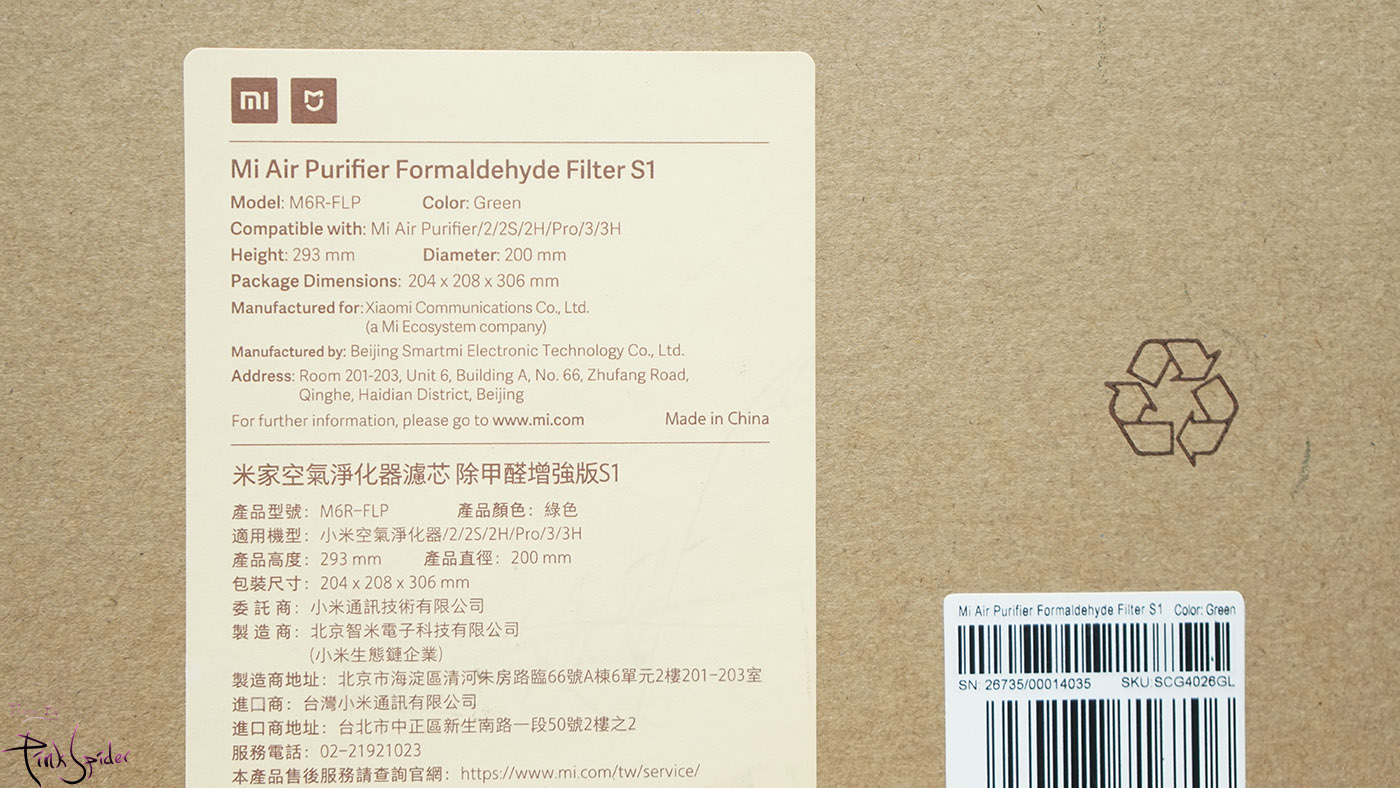 mi
Mi Air Purifier Formaldehyde Filter S1
Model: M6R-FLP Color: Green
Compatible with: Mi Air Purifier/2/2S/2H/Pro/3/3H
Height: 293 mm Diameter: 200 mm
Package Dimensions: 204 x 208 x 306 mm
Manufactured for: Xiaomi Communications Co., Ltd.
(a Mi Ecosystem company)
Manufactured by: Beijing Smartmi Electronic Technology Co., Ltd.
Address: Room 201-203, Unit 6, Building A, No. 66, Zhufang Road,
Qinghe, Haidian District, Beijing
For further information, please go to www.mi.com Made in China
米家空氣淨化器濾芯 除甲醛增強版S1
產品型號: M6R-FLP 產品顏色: 綠色
適用機型: 小米空氣淨化器/2/2S/2H/Pro/3/3H
產品高度: 293 mm 產品直徑: 200 mm
包裝尺寸: 204 x 208 x 306 mm
委託商: 小米通訊技術有限公司
製造商: 北京智米電子科技有限公司
(小米生態鏈企業)
製造商地址: 北京市海淀區清河朱房路臨66號A棟6單元2樓201-203室
進口商: 台灣小米通訊有限公司
進口商地址: 台北市中正區新生南路一段50號2樓之2
服務電話: 02-21921023
本產品售後服務請查詢官網: https://www.mi.com/tw/service/
Mi Air Purifier Formaldehyde Filter S1 Color: Green
SN: 26735/00014035 SKU:SCG4026GL
Pink Spider